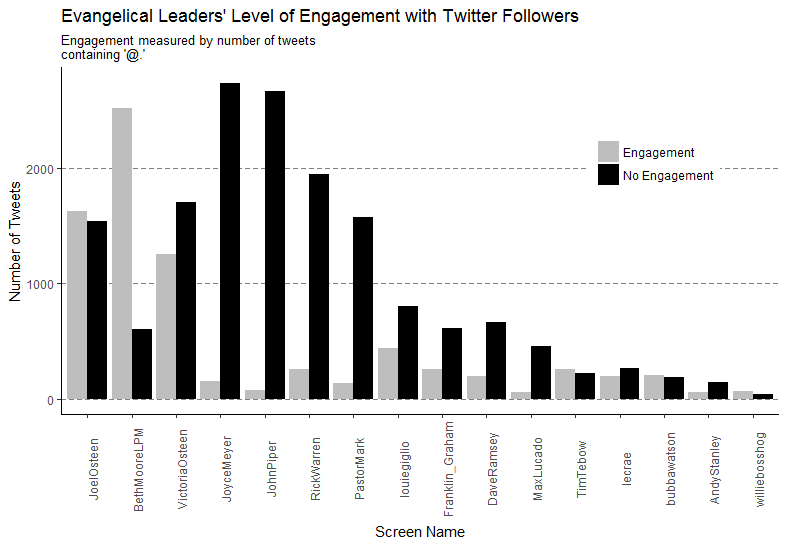 Evangelical Leaders' Level of Engagement with Twitter Followers
Engagement measured by number of tweets
containing '@.'
Number of Tweets
2000
1000
0
Engagement
No Engagement
JoelOsteen
BethMooreLPM
VictoriaOsteen
JoyceMeyer
JohnPiper
RickWarren
PastorMark
louiegiglio
Franklin_Graham
DaveRamsey
MaxLucado
TimTebow
lecrae
bubbawatson
AndyStanley
williebosshog
Screen Name